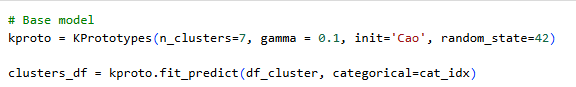 # Base model
kproto = KPrototypes(n_clusters=7, gamma = 0.1, init='Cao', random_state=42)
clusters_df = kproto.fit_predict(df_cluster, categorical=cat_idx)